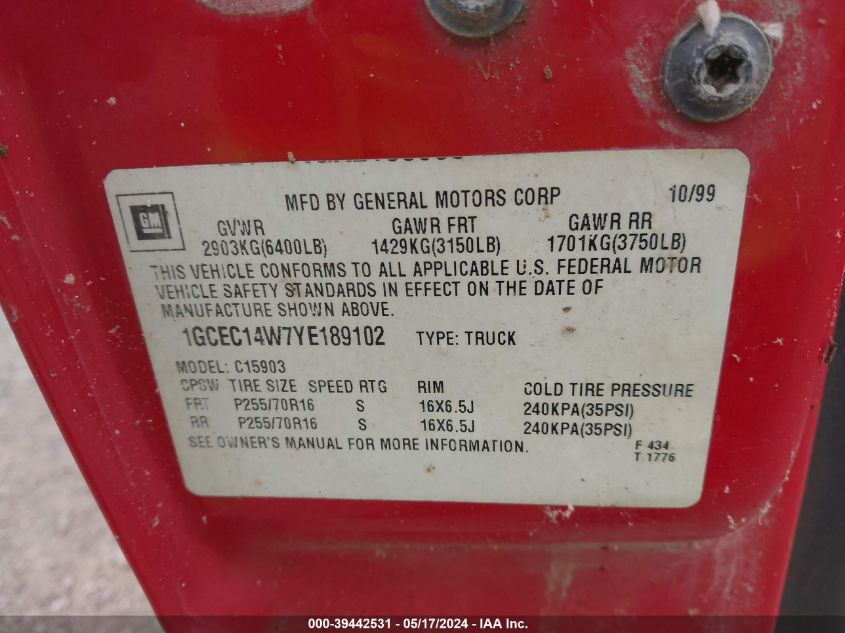 MFD BY GENERAL MOTORS CORP 10/99
GM
GVWR GAWR FRT GAWR RR
2903KG(6400LB) 1429KG(3150LB) 1701KG(3750LB)
THIS VEHICLE CONFORMS TO ALL APPLICABLE U.S. FEDERAL MOTOR
VEHICLE SAFETY STANDARDS IN EFFECT ON THE DATE OF
MANUFACTURE SHOWN ABOVE.
1GCEC14W7YE189102 TYPE: TRUCK
MODEL: C15903
CPSW TIRE SIZE SPEED RTG RIM COLD TIRE PRESSURE
FRT P255/70R16 S 16X6.5J 240KPA(35PSI)
RR P255/70R16 S 16X6.5J 240KPA(35PSI)
SEE OWNER'S MANUAL FOR MORE INFORMATION.
F 434
T 1776
000-39442531 - 05/17/2024 - IAA Inc.